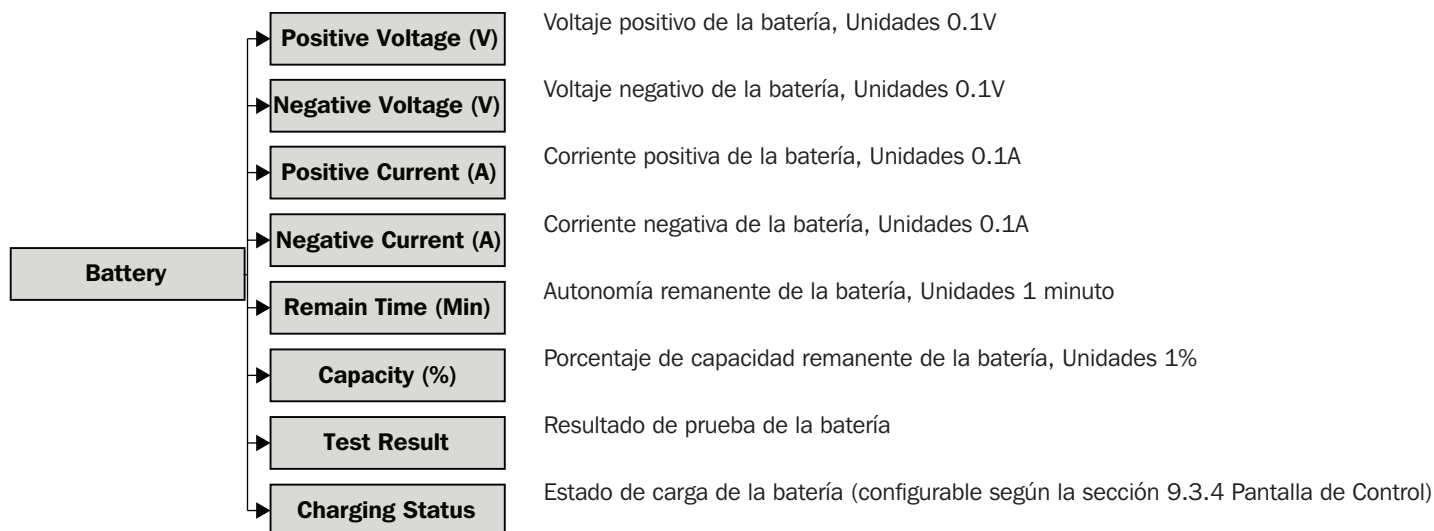 Positive Voltage (V)
Voltaje positivo de la batería, Unidades 0.1V
Negative Voltage (V)
Voltaje negativo de la batería, Unidades 0.1V
Positive Current (A)
Corriente positiva de la batería, Unidades 0.1A
Negative Current (A)
Corriente negativa de la batería, Unidades 0.1A
Battery
Remain Time (Min)
Autonomía remanente de la batería, Unidades 1 minuto
Capacity (%)
Porcentaje de capacidad remanente de la batería, Unidades 1%
Test Result
Resultado de prueba de la batería
Charging Status
Estado de carga de la batería (configurable según la sección 9.3.4 Pantalla de Control)